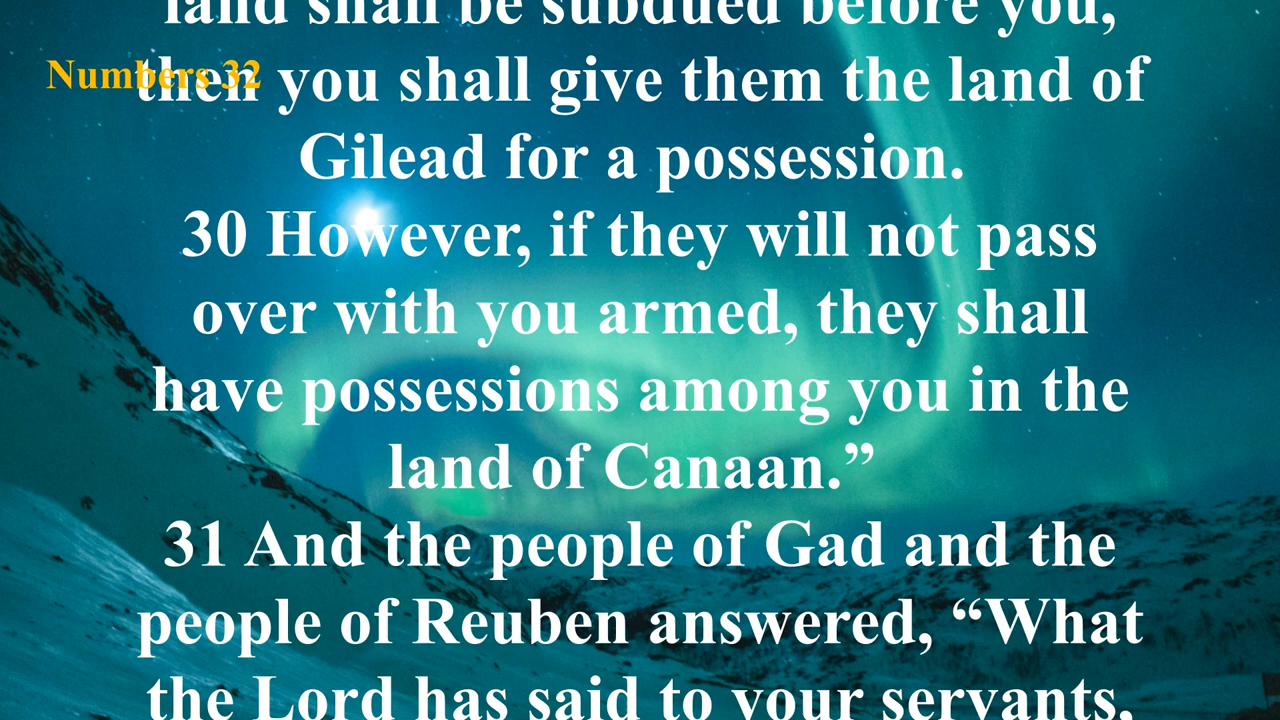 land shall be subdued before you,
Numbers 32
then you shall give them the land of
Gilead for a possession.
30 However, if they will not pass
over with you armed, they shall
have possessions among you in the
land of Canaan.”
31 And the people of Gad and the
people of Reuben answered, “What
the Lord has said to your servants,